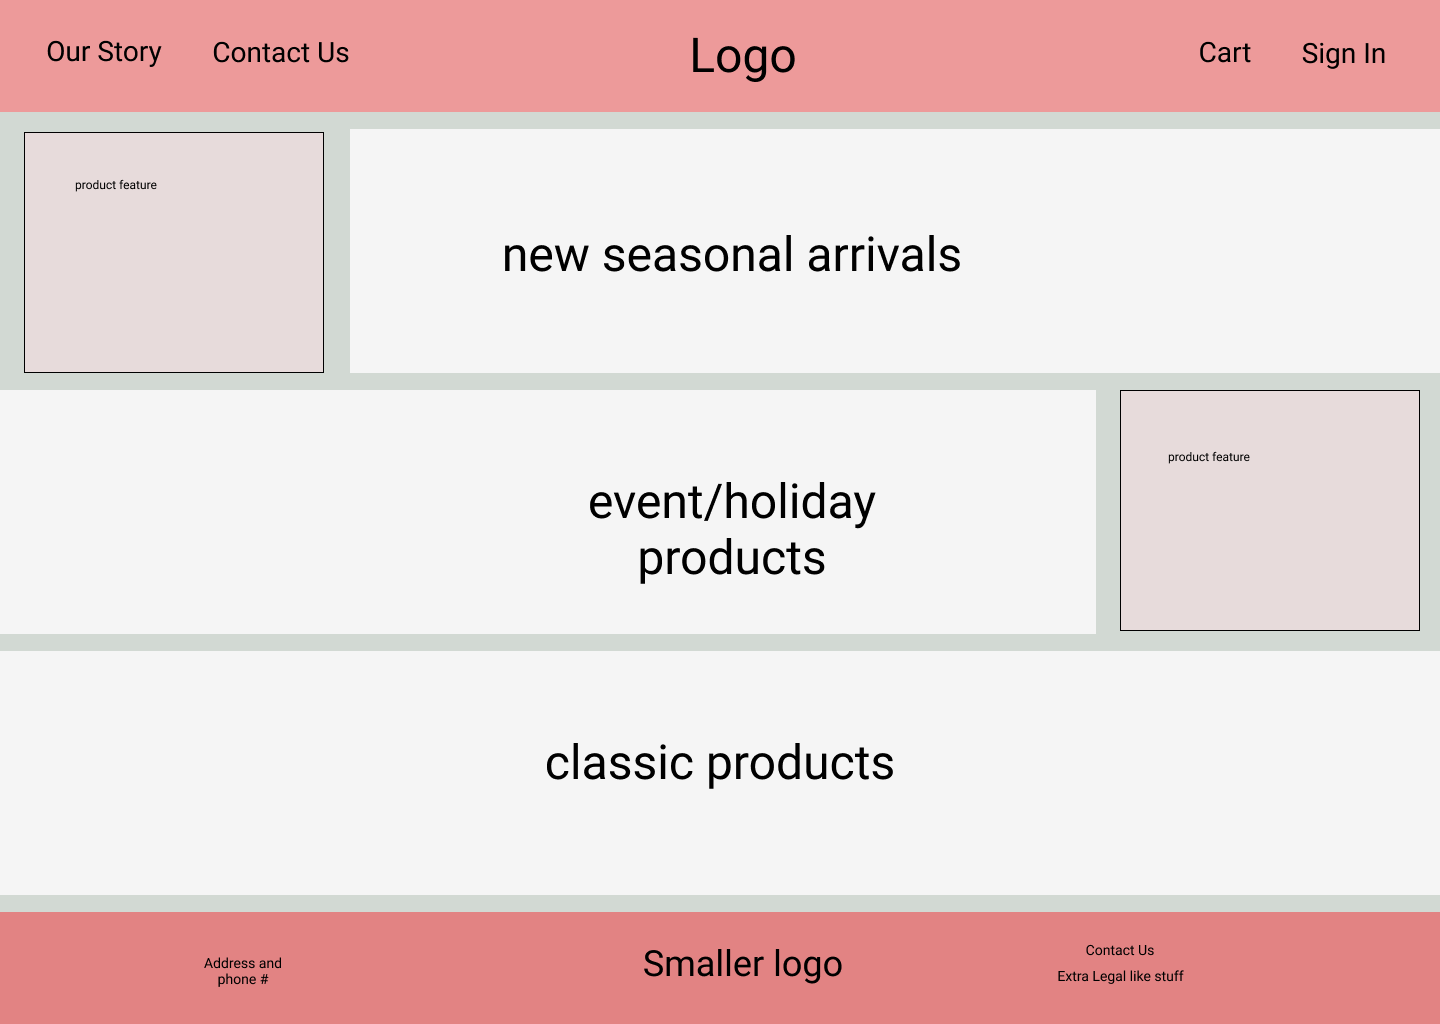 Our Story
Contact Us
Logo
Cart
Sign In
product feature
new seasonal arrivals
event/holiday
products
product feature
classic products
Address and
phone #
Smaller logo
Contact Us
Extra Legal like stuff